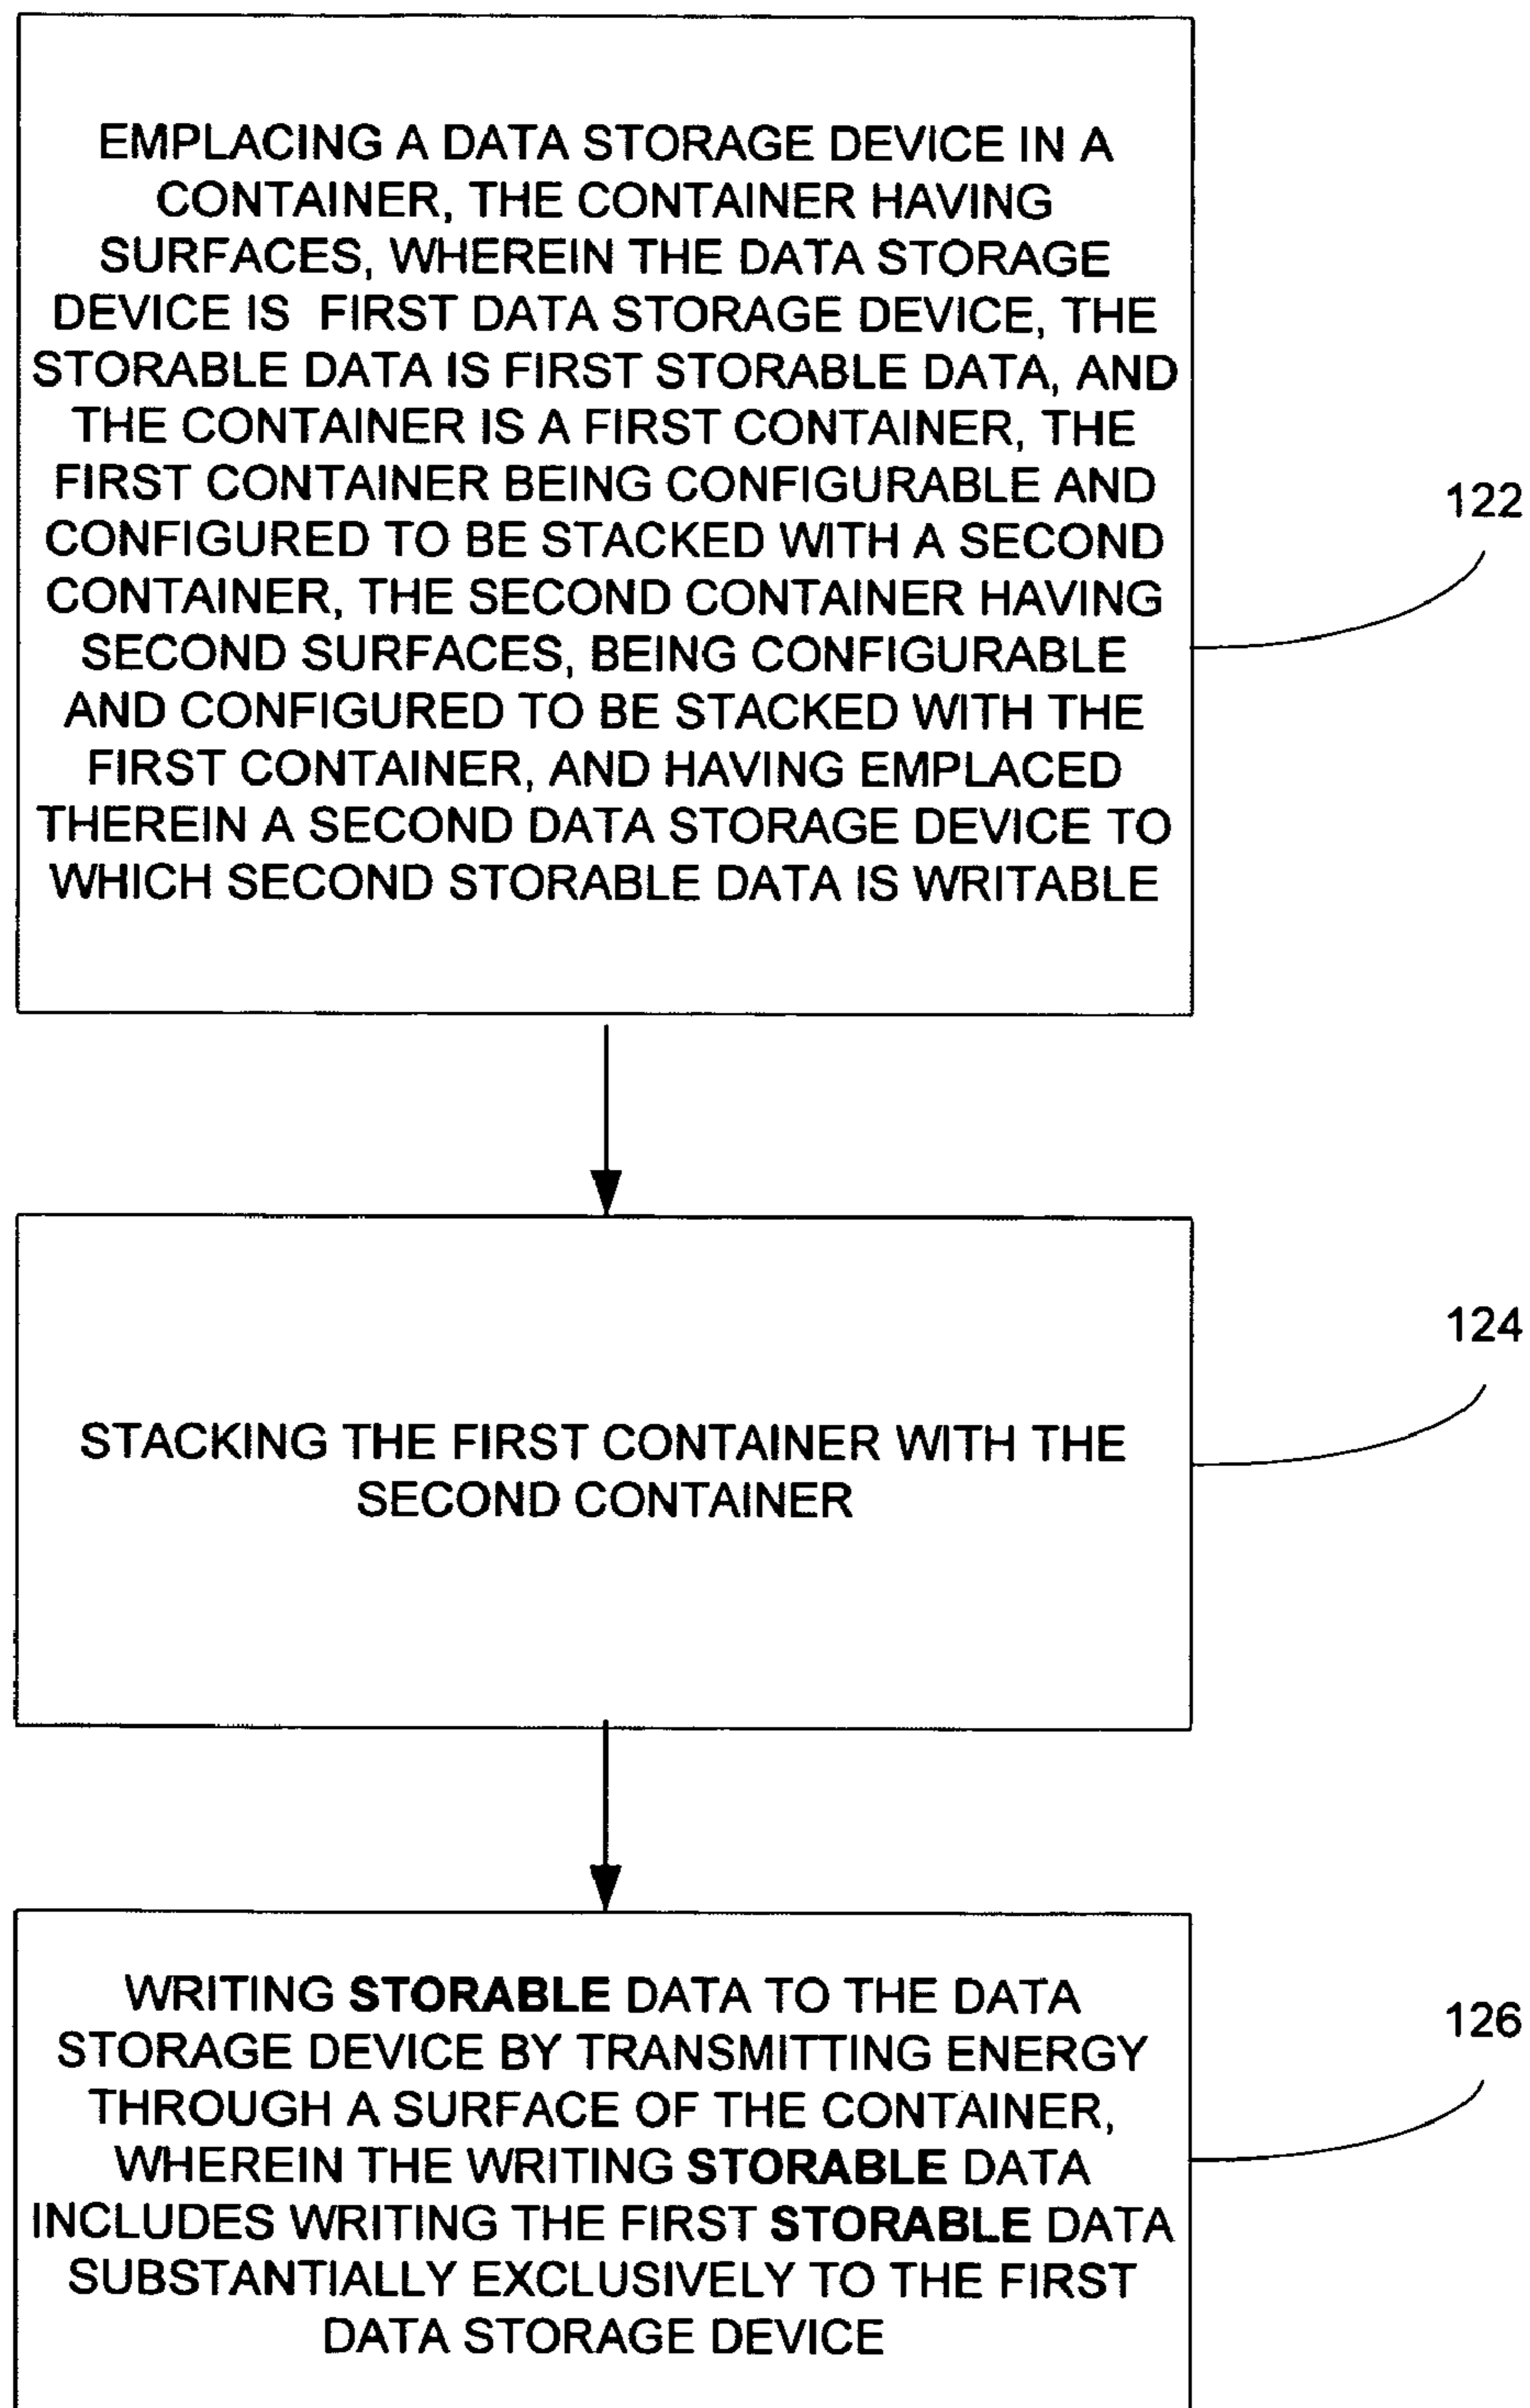 EMPLACING A DATA STORAGE DEVICE IN A
CONTAINER, THE CONTAINER HAVING
SURFACES, WHEREIN THE DATA STORAGE
DEVICE IS FIRST DATA STORAGE DEVICE, THE
STORABLE DATA IS FIRST STORABLE DATA, AND
THE CONTAINER IS A FIRST CONTAINER, THE
FIRST CONTAINER BEING CONFIGURABLE AND
CONFIGURED TO BE STACKED WITH A SECOND
CONTAINER, THE SECOND CONTAINER HAVING
SECOND SURFACES, BEING CONFIGURABLE
AND CONFIGURED TO BE STACKED WITH THE
FIRST CONTAINER, AND HAVING EMPLACED
THEREIN A SECOND DATA STORAGE DEVICE TO
WHICH SECOND STORABLE DATA IS WRITABLE
122
STACKING THE FIRST CONTAINER WITH THE
SECOND CONTAINER
124
WRITING STORABLE DATA TO THE DATA
STORAGE DEVICE BY TRANSMITTING ENERGY
THROUGH A SURFACE OF THE CONTAINER,
WHEREIN THE WRITING STORABLE DATA
INCLUDES WRITING THE FIRST STORABLE DATA
SUBSTANTIALLY EXCLUSIVELY TO THE FIRST
DATA STORAGE DEVICE
126